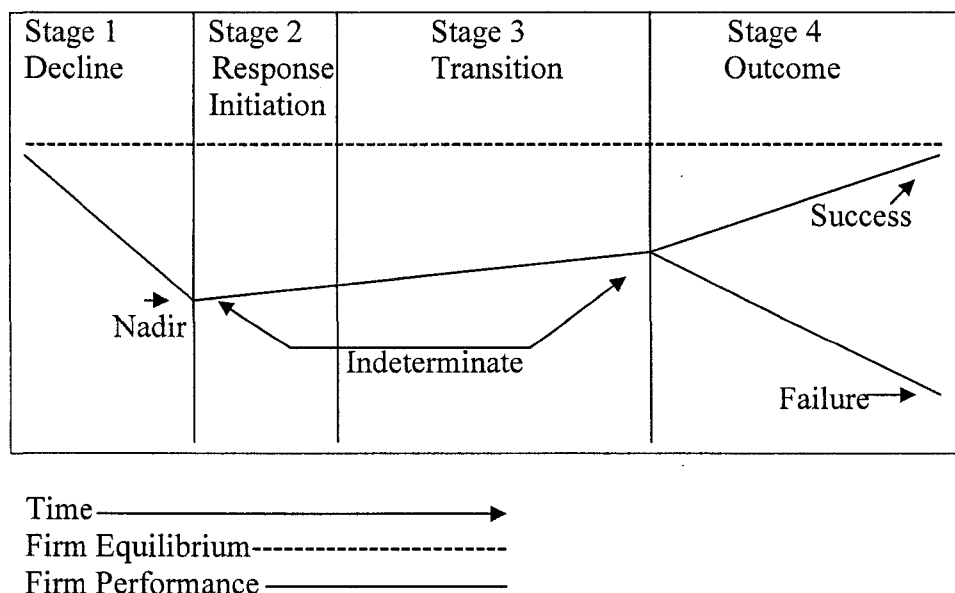 Stage 1
Decline
Stage 2
Response
Initiation
Stage 3
Transition
Stage 4
Outcome
Success
Nadir
Indeterminate
Failure
Time
Firm Equilibrium
Firm Performance